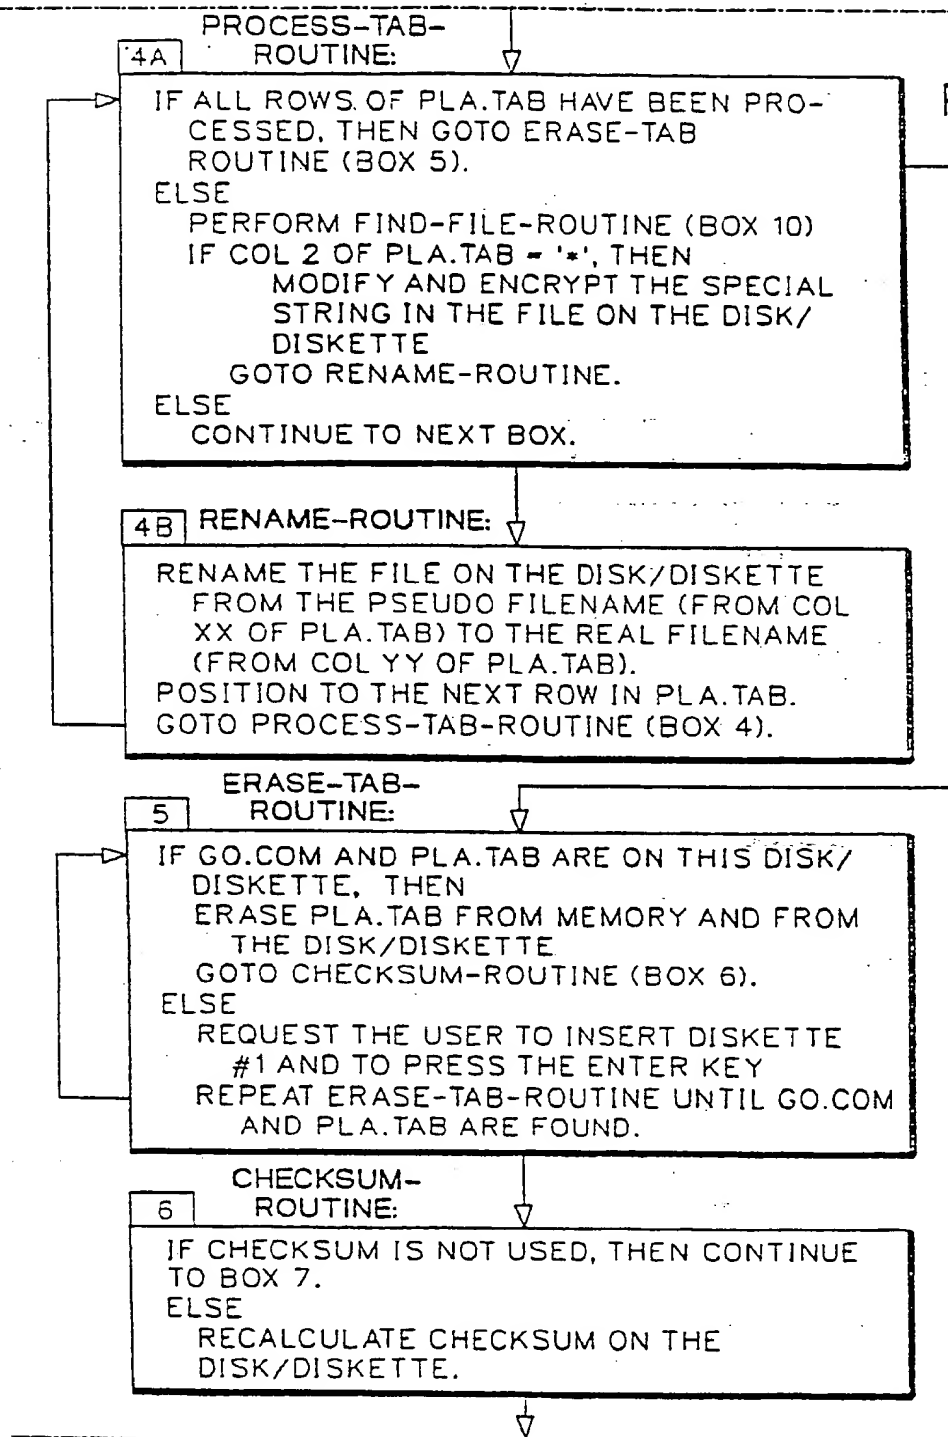 PROCESS-TAB-
ROUTINE:
4A
IF ALL ROWS OF PLA.TAB HAVE BEEN PRO-
CESSED, THEN GOTO ERASE-TAB
ROUTINE (BOX 5).
ELSE
PERFORM FIND-FILE-ROUTINE (BOX 10)
IF COL 2 OF PLA.TAB = '*', THEN
MODIFY AND ENCRYPT THE SPECIAL
STRING IN THE FILE ON THE DISK/
DISKETTE
GOTO RENAME-ROUTINE.
ELSE
CONTINUE TO NEXT BOX.
4B RENAME-ROUTINE:
RENAME THE FILE ON THE DISK/DISKETTE
FROM THE PSEUDO FILENAME (FROM COL
XX OF PLA.TAB) TO THE REAL FILENAME
(FROM COL YY OF PLA.TAB).
POSITION TO THE NEXT ROW IN PLA.TAB.
GOTO PROCESS-TAB-ROUTINE (BOX 4).
ERASE-TAB-
ROUTINE:
5
IF GO.COM AND PLA.TAB ARE ON THIS DISK/
DISKETTE, THEN
ERASE PLA.TAB FROM MEMORY AND FROM
THE DISK/DISKETTE
GOTO CHECKSUM-ROUTINE (BOX 6).
ELSE
REQUEST THE USER TO INSERT DISKETTE
#1 AND TO PRESS THE ENTER KEY
REPEAT ERASE-TAB-ROUTINE UNTIL GO.COM
AND PLA.TAB ARE FOUND.
CHECKSUM-
ROUTINE:
6
IF CHECKSUM IS NOT USED, THEN CONTINUE
TO BOX 7.
ELSE
RECALCULATE CHECKSUM ON THE
DISK/DISKETTE.